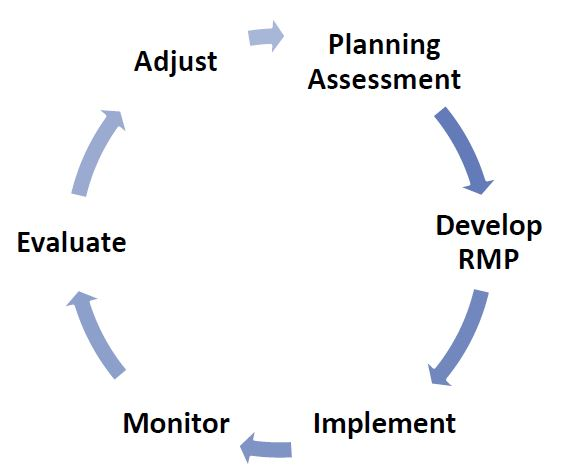 Planning
Assessment
Develop
RMP
Implement
Monitor
Evaluate
Adjust